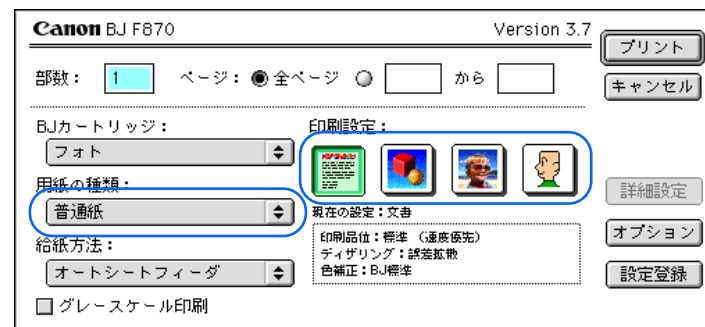 Canon BJ F870 Version 3.7
プリント
部数： 1 ページ： 全ページ から
キャンセル
BJカートリッジ：
フォト
用紙の種類：
普通紙
給紙方法：
オートシートフィーダ
グレースケール印刷
印刷設定：
現在の設定：文書
印刷品位：標準 （速度優先）
ディザリング：誤差拡散
色補正：BJ標準
詳細設定
オプション
設定登録